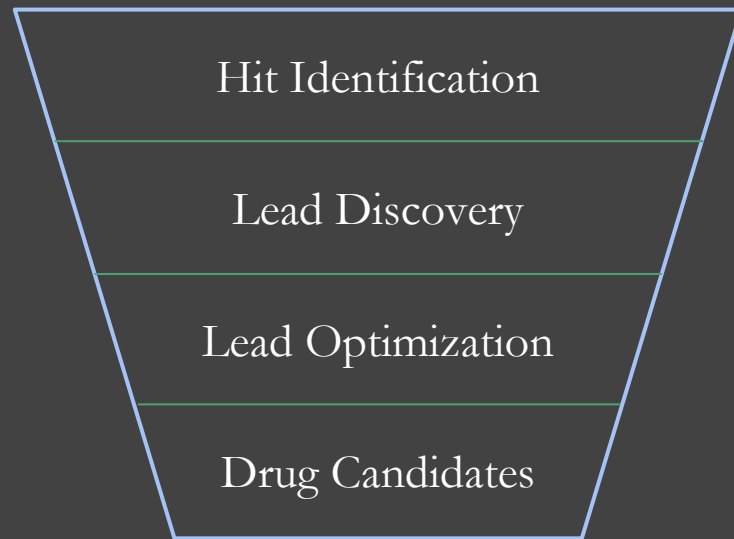 Hit Identification
Lead Discovery
Lead Optimization
Drug Candidates